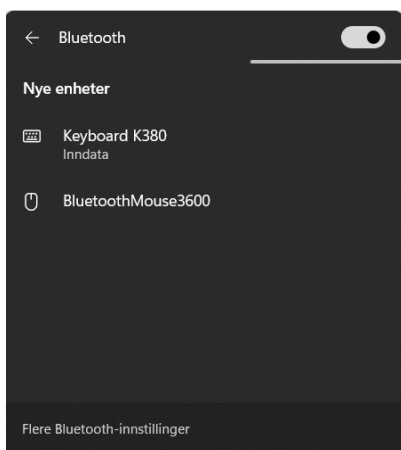 Bluetooth
Nye enheter
Keyboard K380
Inndata
BluetoothMouse3600
Flere Bluetooth-innstillinger